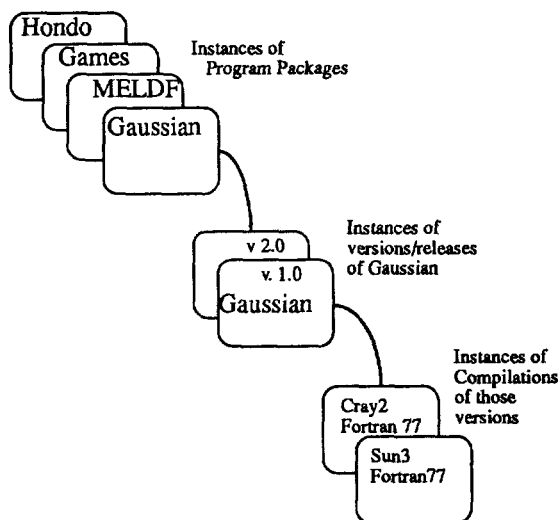 Hondo
Games
MELDF
Gaussian
Instances of
Program Packages
v 2.0
v. 1.0
Gaussian
Instances of
versions/releases
of Gaussian
Cray2
Fortran 77
Sun3
Fortran77
Instances of
Compilations
of those
versions